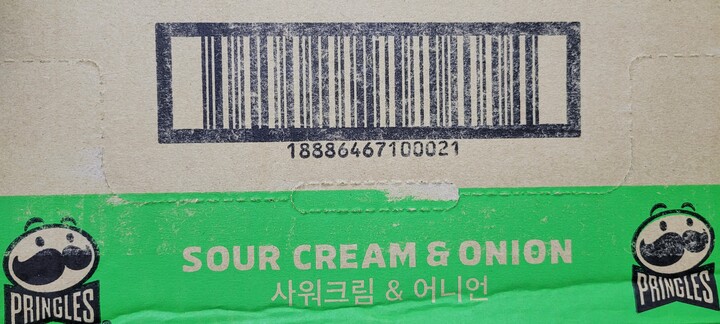 18886467100021
SOUR CREAM & ONION
사워크림 & 어니언
PRINGLES
PRINGLES